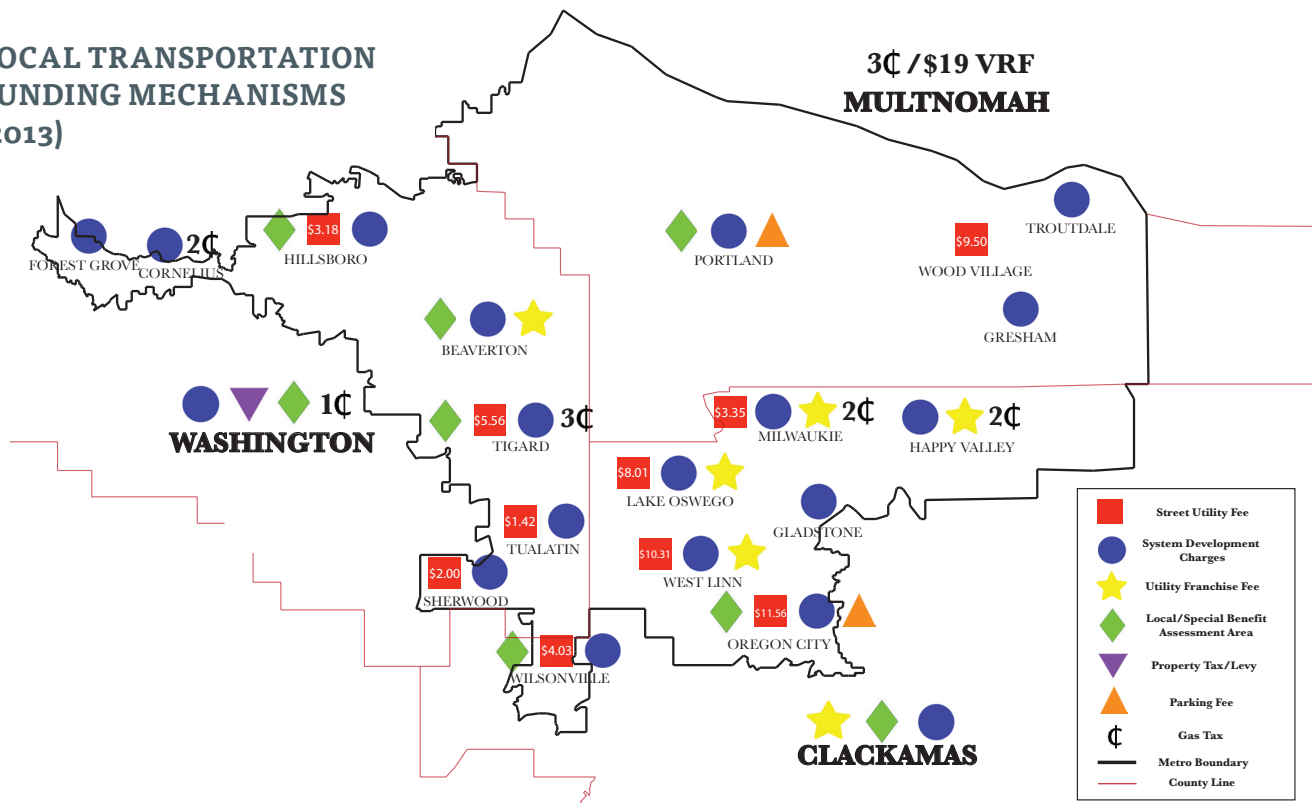 OCAL TRANSPORTATION
UNDING MECHANISMS
2013)
3₵ / $19 VRF
MULTNOMAH
TROUTDALE
$9.50
WOOD VILLAGE
PORTLAND
GRESHAM
FOREST GROVE
2₵
CORNELIUS
$3.18
HILLSBORO
BEAVERTON
1₵
WASHINGTON
$5.56
3₵
TIGARD
$3.35
2₵
MILWAUKIE
2₵
HAPPY VALLEY
$8.01
LAKE OSWEGO
GLADSTONE
$1.42
TUALATIN
$10.31
WEST LINN
$2.00
SHERWOOD
$11.56
OREGON CITY
$4.03
WILSONVILLE
CLACKAMAS
Street Utility Fee
System Development
Charges
Utility Franchise Fee
Local/Special Benefit
Assessment Area
Property Tax/Levy
Parking Fee
₵ Gas Tax
Metro Boundary
County Line